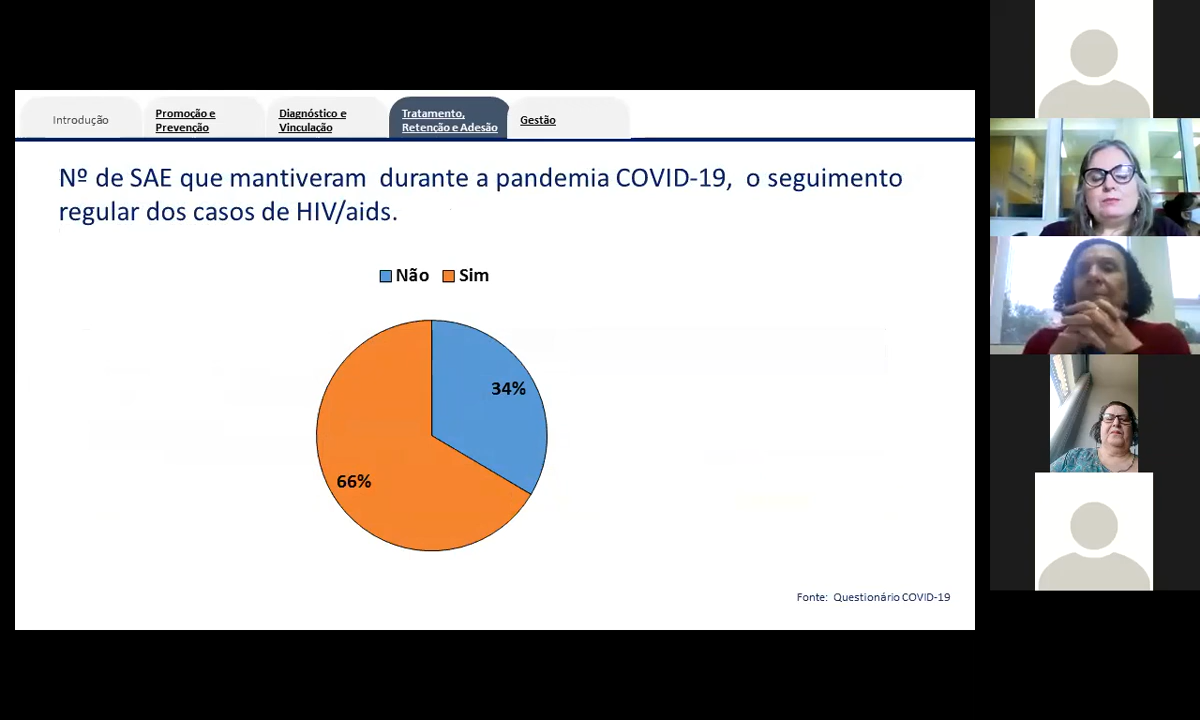 Introdução
Promoção e
Prevenção
Diagnóstico e
Vinculação
Tratamento,
Retenção e Adesão
Gestão
Nº de SAE que mantiveram durante a pandemia COVID-19, o seguimento
regular dos casos de HIV/aids.
Não Sim
34%
66%
Fonte: Questionário COVID-19